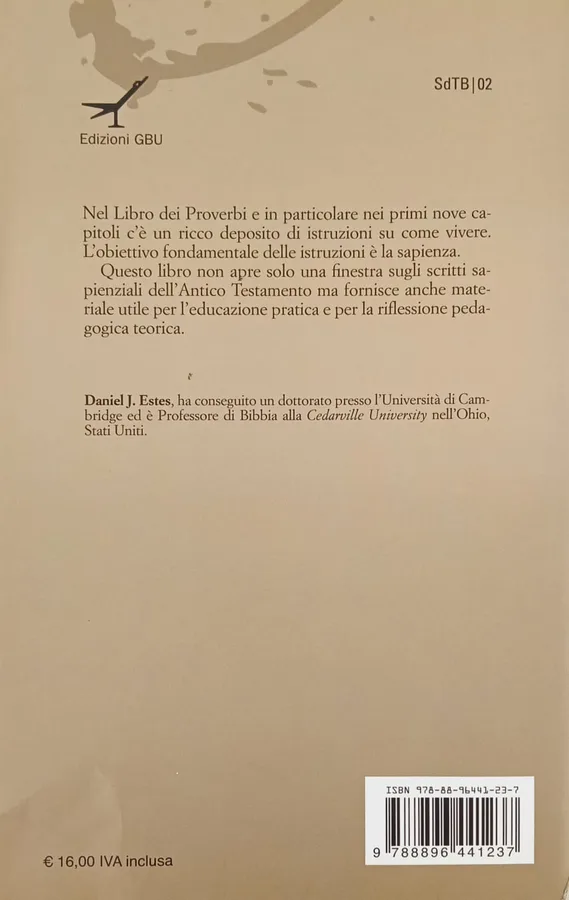 SdTB|02
Edizioni GBU
Nel Libro dei Proverbi e in particolare nei primi nove ca-
pitoli c'è un ricco deposito di istruzioni su come vivere.
L'obiettivo fondamentale delle istruzioni è la sapienza.
Questo libro non apre solo una finestra sugli scritti sa-
pienziali dell'Antico Testamento ma fornisce anche mate-
riale utile per l'educazione pratica e per la riflessione peda-
gogica teorica.
Daniel J. Estes, ha conseguito un dottorato presso l'Università di Cam-
bridge ed è Professore di Bibbia alla Cedarville University nell'Ohio,
Stati Uniti.
ISBN 978-88-96441-23-7
9 788896 441237
€ 16,00 IVA inclusa